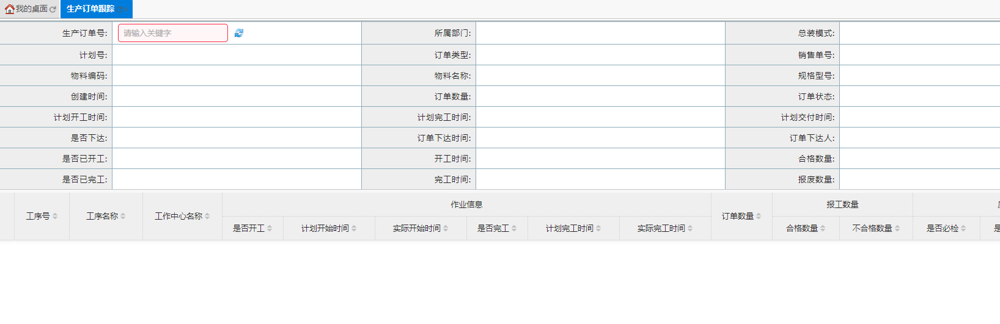 我的桌面 生产订单跟踪
生产订单号: 请输入关键字 所属部门: 总装模式:
计划号: 订单类型: 销售单号:
物料编码: 物料名称: 规格型号:
创建时间: 订单数量: 订单状态:
计划开工时间: 计划完工时间: 计划交付时间:
是否下达: 订单下达时间: 订单下达人:
是否已开工: 开工时间: 合格数量:
是否已完工: 完工时间: 报废数量:
作业信息 报工数量
工序号 工序名称 工作中心名称 订单数量
是否开工 计划开始时间 实际开始时间 是否完工 计划完工时间 实际完工时间 合格数量 不合格数量 是否必检